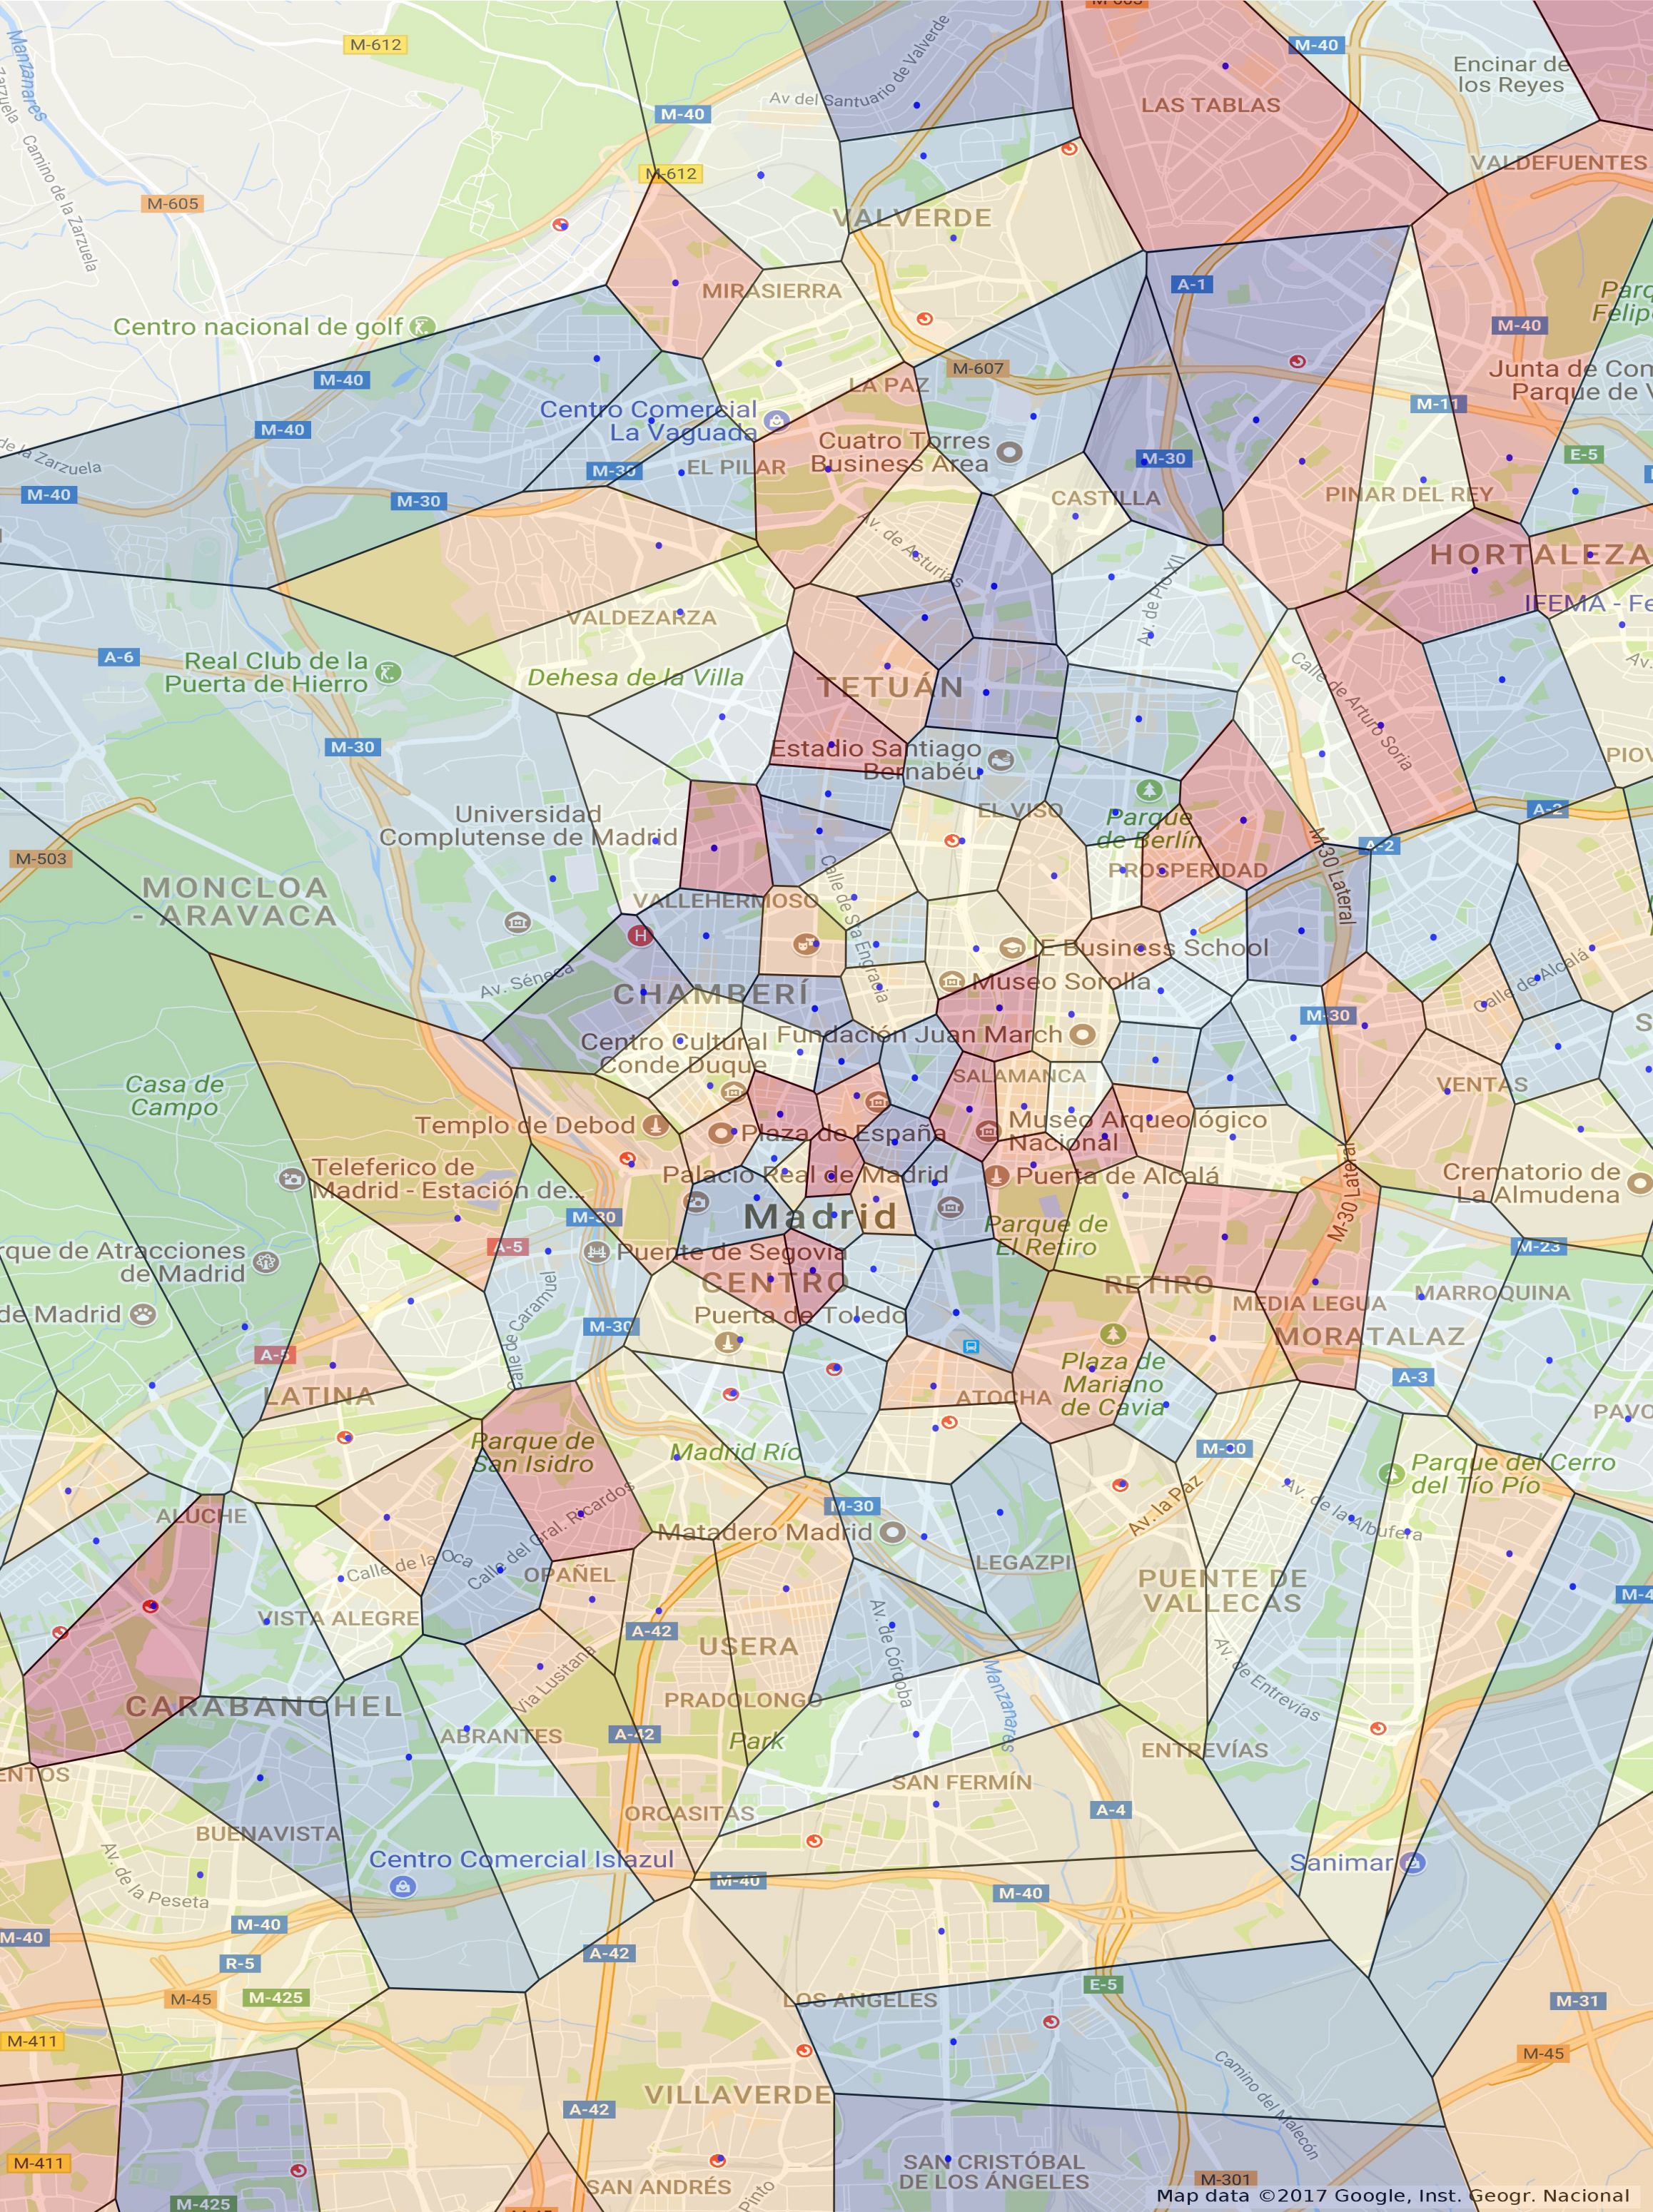 M-603
M-612
M-40
Encinar de
los Reyes
Manzanares
Av del Santuario de Valverde
LAS TABLAS
M-40
Camino de la Zarzuela
Zarzuela
VALDEFUENTES
M-612
M-605
VALVERDE
A-1
MIRASIERRA
Parq
Felip
Centro nacional de golf
M-40
M-607
Junta de Com
Parque de V
M-40
LA PAZ
M-11
Centro Comercial
La Vaguada
M-40
de la Zarzuela
Cuatro Torres
Business Area
E-5
M-30
EL PILAR
M-30
M-40
M-30
CASTILLA
PINAR DEL REY
Av. de Asturias
HORTALEZA
Av. de Pío XII
IFEMA - Fe
VALDEZARZA
A-6
Real Club de la
Puerta de Hierro
Dehesa de la Villa
Av.
Calle de Arturo Soria
TETUÁN
M-30
Estadio Santiago
Bernabéu
PIOV
Universidad
Complutense de Madrid
EL VISO
Parque
de Berlín
A-2
M-503
A-2
M-30 Lateral
PROSPERIDAD
MONCLOA
- ARAVACA
VALLEHERMOSO
Calle de Sta Engracia
H
IE Business School
Av. Séneca
Museo Sorolla
Calle de Alcalá
CHAMBERÍ
M-30
S
Fundación Juan March
Centro Cultural
Conde Duque
SALAMANCA
VENTAS
Casa de
Campo
Templo de Debod
Plaza de España
Museo Arqueológico
Nacional
Teleferico de
Madrid - Estación de...
Palacio Real de Madrid
Puerta de Alcalá
Crematorio de
La Almudena
M-30 Lateral
M-30
Madrid
Parque de
El Retiro
A-5
M-23
rque de Atracciones
de Madrid
Puente de Segovia
CENTRO
RETIRO
MARROQUINA
MEDIA LEGUA
de Madrid
Calle de Caramuel
M-30
Puerta de Toledo
MORATALAZ
A-5
Plaza de
Mariano
de Cavia
A-3
LATINA
ATOCHA
PAVO
Parque de
San Isidro
Madrid Río
M-30
Parque del Cerro
del Tío Pío
Av. de la Albufera
Av. la Paz
ALUCHE
Calle del Gral. Ricardos
M-30
Matadero Madrid
Calle de la Oca
OPAÑEL
LEGAZPI
PUENTE DE
VALLECAS
M-4
VISTA ALEGRE
A-42
USERA
Av. de Córdoba
Av. de Entrevías
Vía Lusitana
Manzanares
CARABANCHEL
PRADOLONGO
ABRANTES
A-42
Park
ENTREVÍAS
ENTOS
SAN FERMÍN
ORCASITAS
A-4
BUENAVISTA
Centro Comercial Islazul
Sanimar
Av. de la Peseta
M-40
M-40
M-40
M-40
A-42
R-5
E-5
M-45
M-425
LOS ANGELES
M-31
M-411
M-45
Camino del Malecón
VILLAVERDE
A-42
M-411
SAN CRISTÓBAL
DE LOS ÁNGELES
M-301
SAN ANDRÉS
Pinto
M-425
Map data ©2017 Google, Inst. Geogr. Nacional